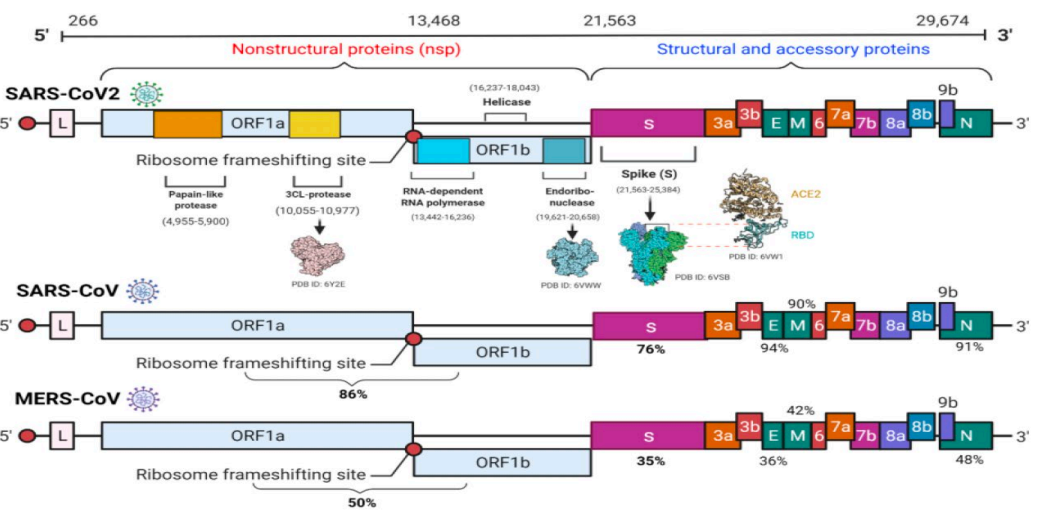 266 13,468 21,563 29,674
5' 3'
Nonstructural proteins (nsp) Structural and accessory proteins
SARS-CoV2
(16,237-18,043)
Helicase
5' L ORF1a S 3a 3b E M 6 7a 7b 8a 8b 9b N 3'
Ribosome frameshifting site ORF1b
Papain-like
protease
(4,955-5,900)
3CL-protease
(10,055-10,977)
PDB ID: 6Y2E
RNA-dependent
RNA polymerase
(13,442-16,236)
Endoribo-
nuclease
(19,621-20,658)
PDB ID: 6VWW
Spike (S)
(21,563-25,384)
PDB ID: 6VSB
ACE2
RBD
PDB ID: 6VW1
SARS-CoV
5' L ORF1a S 3a 3b E M 6 7a 7b 8a 8b 9b N 3'
90%
Ribosome frameshifting site ORF1b
76% 94% 91%
86%
MERS-CoV
5' L ORF1a S 3a 3b E M 6 7a 7b 8a 8b 9b N 3'
42%
Ribosome frameshifting site ORF1b
35% 36% 48%
50%